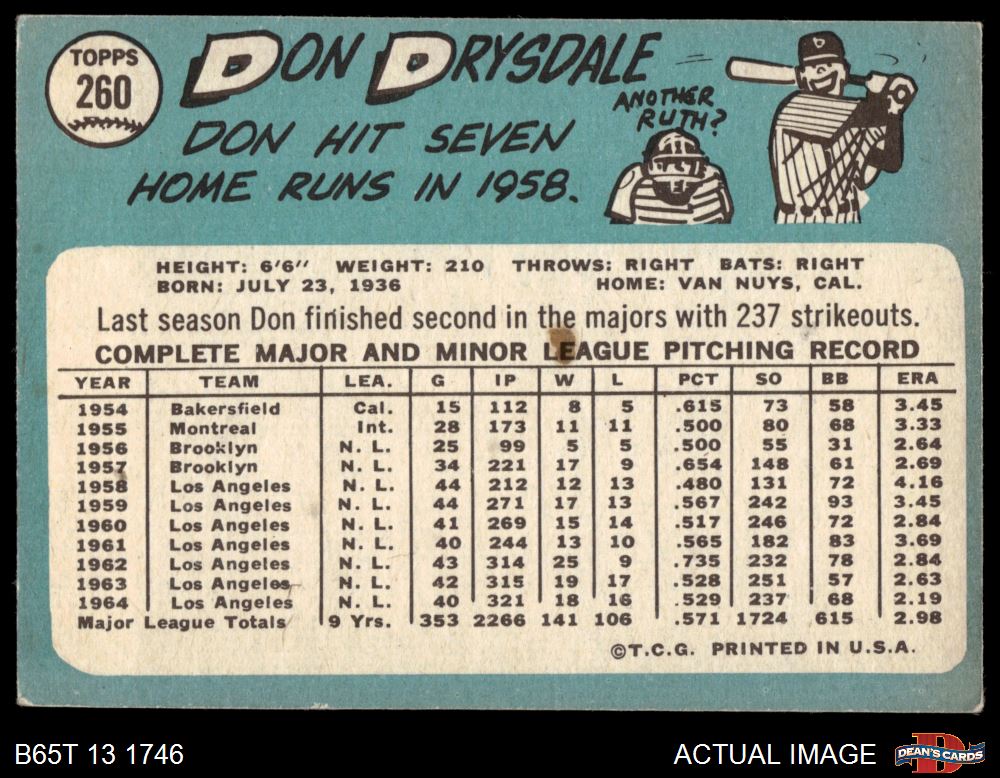 TOPPS
260
DON DRYSDALE
DON HIT SEVEN
HOME RUNS IN 1958.
ANOTHER
RUTH?
HEIGHT: 6'6" WEIGHT: 210 THROWS: RIGHT BATS: RIGHT
BORN: JULY 23, 1936 HOME: VAN NUYS, CAL.
Last season Don finished second in the majors with 237 strikeouts.
COMPLETE MAJOR AND MINOR LEAGUE PITCHING RECORD
YEAR TEAM LEA. G IP W L PCT SO BB ERA
1954 Bakersfield Cal. 15 112 8 5 .615 73 58 3.45
1955 Montreal Int. 28 173 11 11 .500 80 68 3.33
1956 Brooklyn N. L. 25 99 5 5 .500 55 31 2.64
1957 Brooklyn N. L. 34 221 17 9 .654 148 61 2.69
1958 Los Angeles N. L. 44 212 12 13 .480 131 72 4.16
1959 Los Angeles N. L. 44 271 17 13 .567 242 93 3.45
1960 Los Angeles N. L. 41 269 15 14 .517 246 72 2.84
1961 Los Angeles N. L. 40 244 13 10 .565 182 83 3.69
1962 Los Angeles N. L. 43 314 25 9 .735 232 78 2.84
1963 Los Angeles N. L. 42 315 19 17 .528 251 57 2.63
1964 Los Angeles N. L. 40 321 18 16 .529 237 68 2.19
Major League Totals 9 Yrs. 353 2266 141 106 .571 1724 615 2.98
©T.C.G. PRINTED IN U.S.A.
B65T 13 1746
ACTUAL IMAGE
DEAN'S CARDS